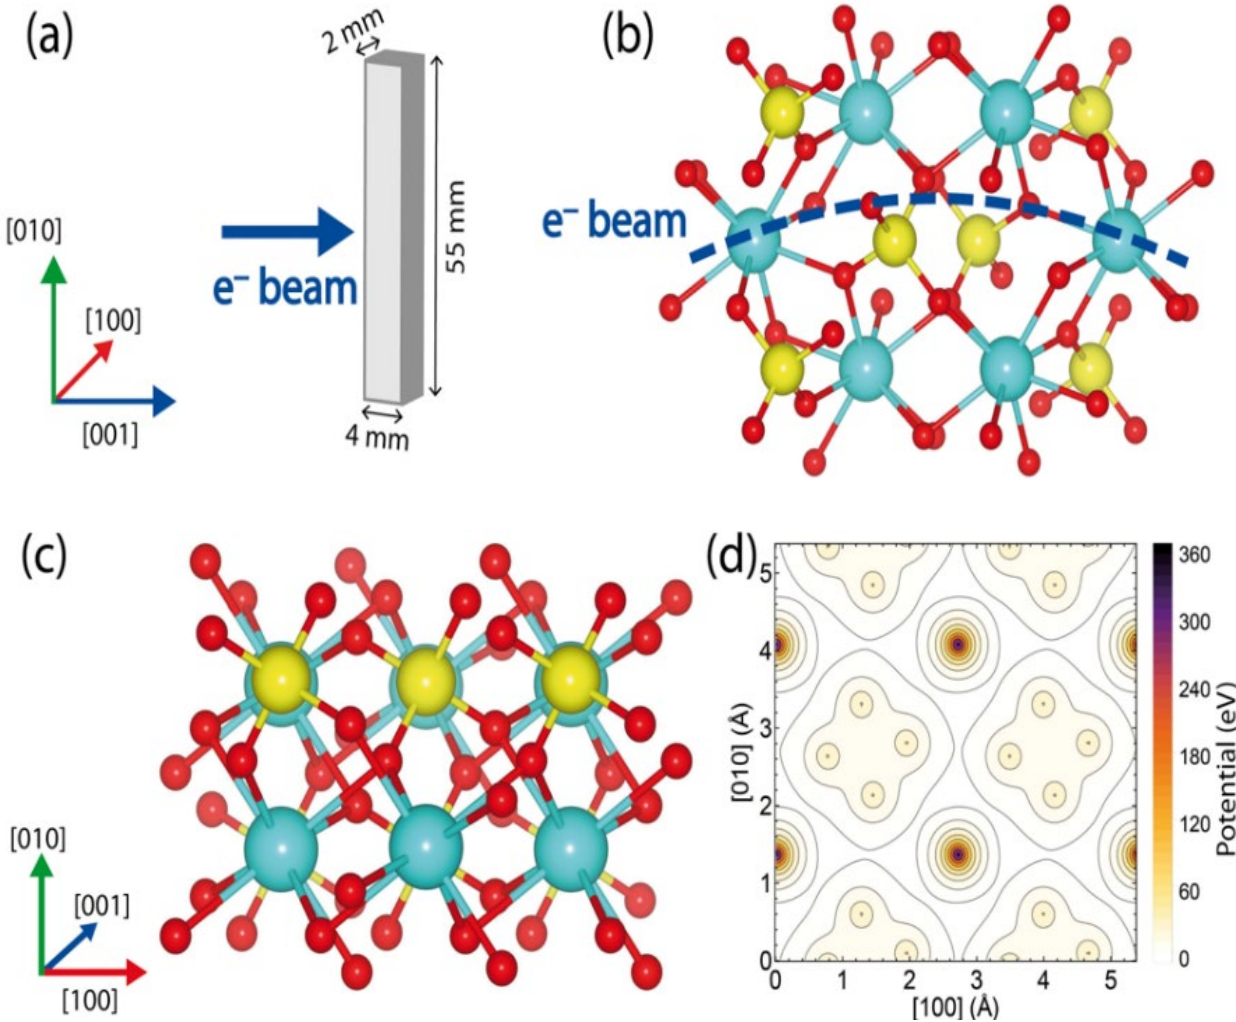 (a)
2 mm
55 mm
4 mm
e⁻ beam
[010]
[100]
[001]
(b)
e⁻ beam
(c)
[010]
[001]
[100]
(d)
5
4
3
2
1
0
[010] (Å)
0 1 2 3 4 5
[100] (Å)
360
300
240
180
120
60
0
Potential (eV)